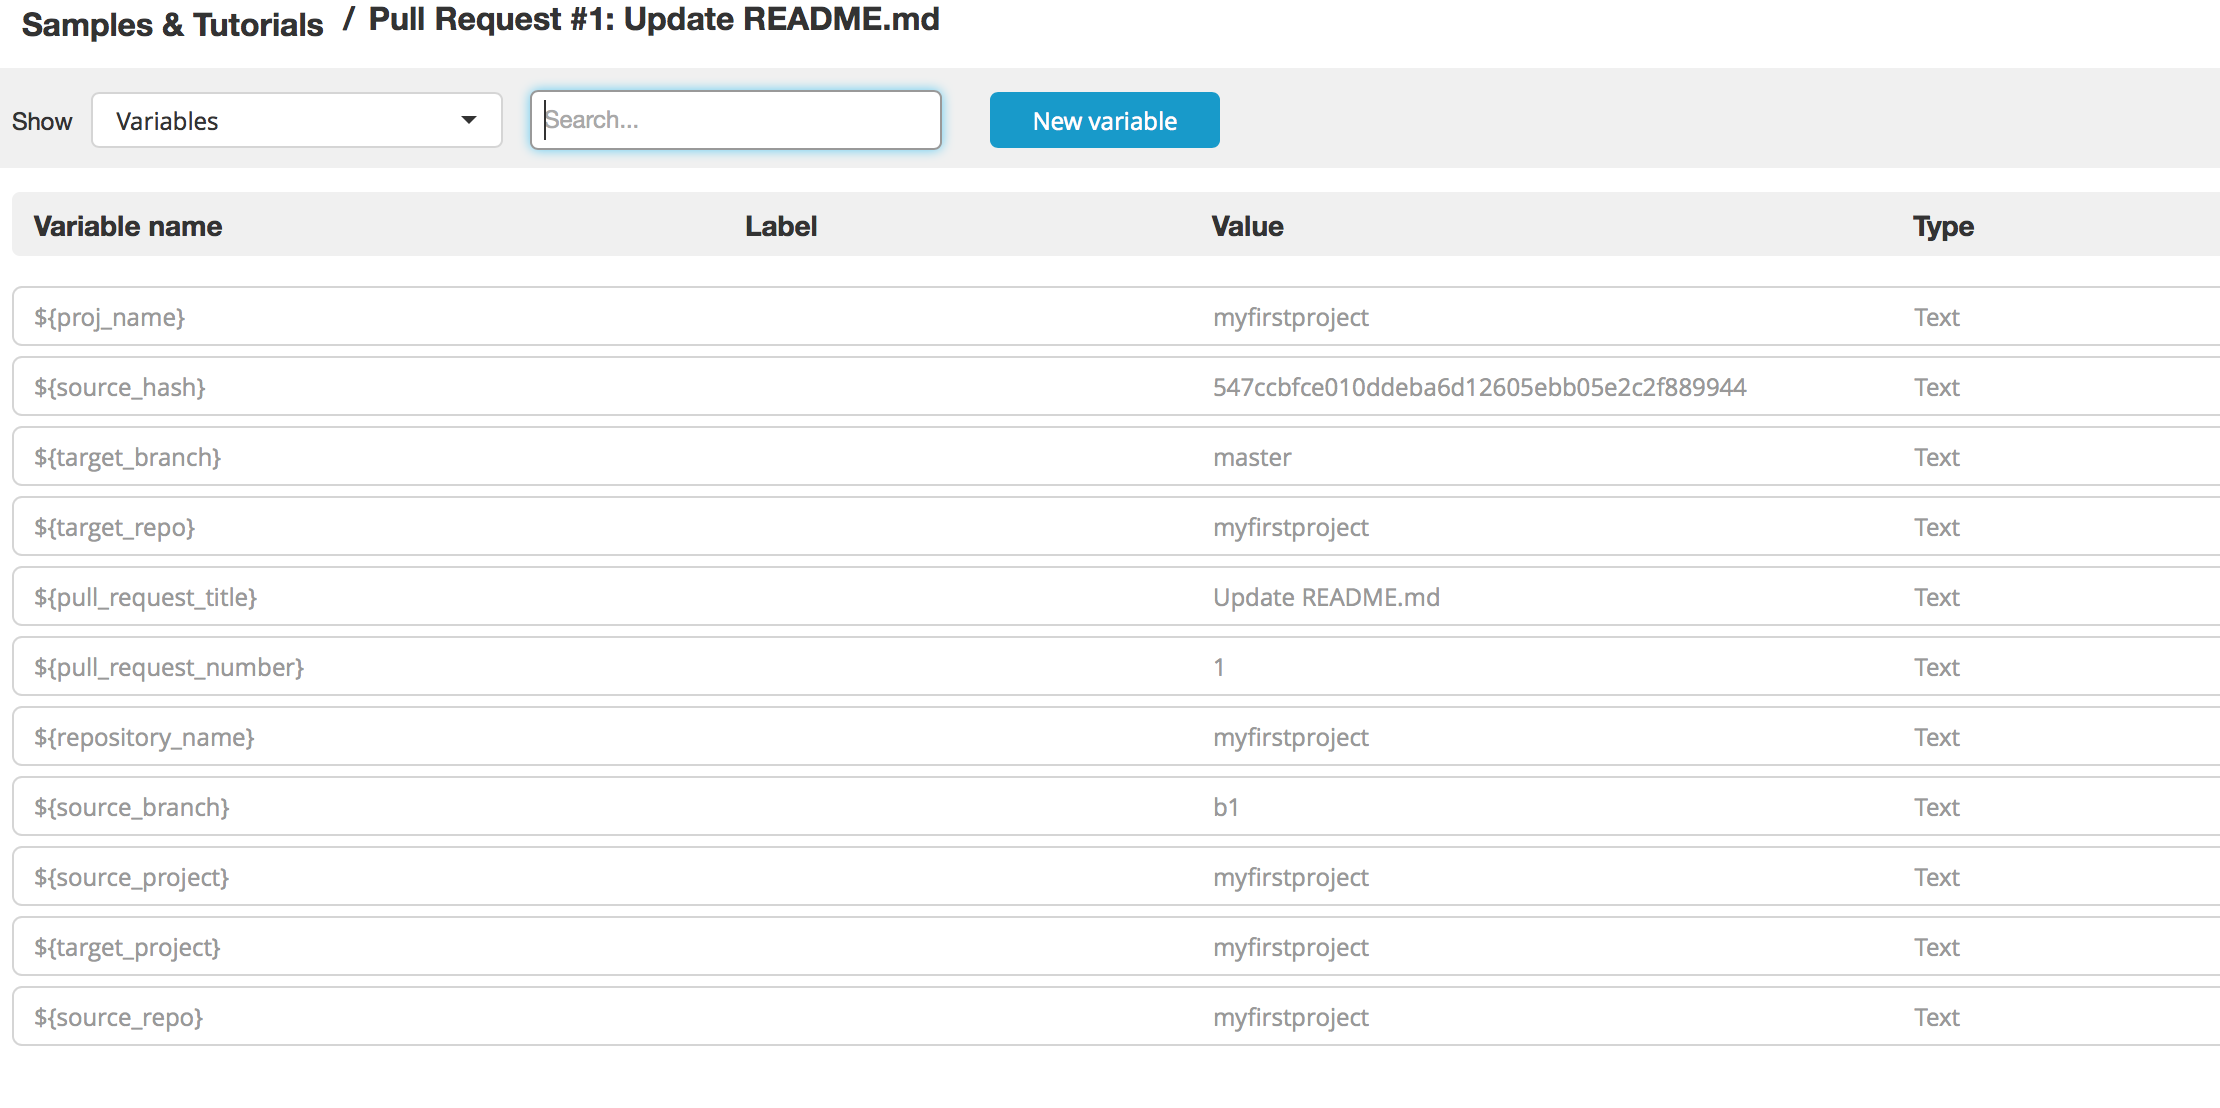 Samples & Tutorials / Pull Request #1: Update README.md
Show Variables Search... New variable
Variable name Label Value Type
${proj_name} myfirstproject Text
${source_hash} 547ccbfce010ddeba6d12605ebb05e2c2f889944 Text
${target_branch} master Text
${target_repo} myfirstproject Text
${pull_request_title} Update README.md Text
${pull_request_number} 1 Text
${repository_name} myfirstproject Text
${source_branch} b1 Text
${source_project} myfirstproject Text
${target_project} myfirstproject Text
${source_repo} myfirstproject Text